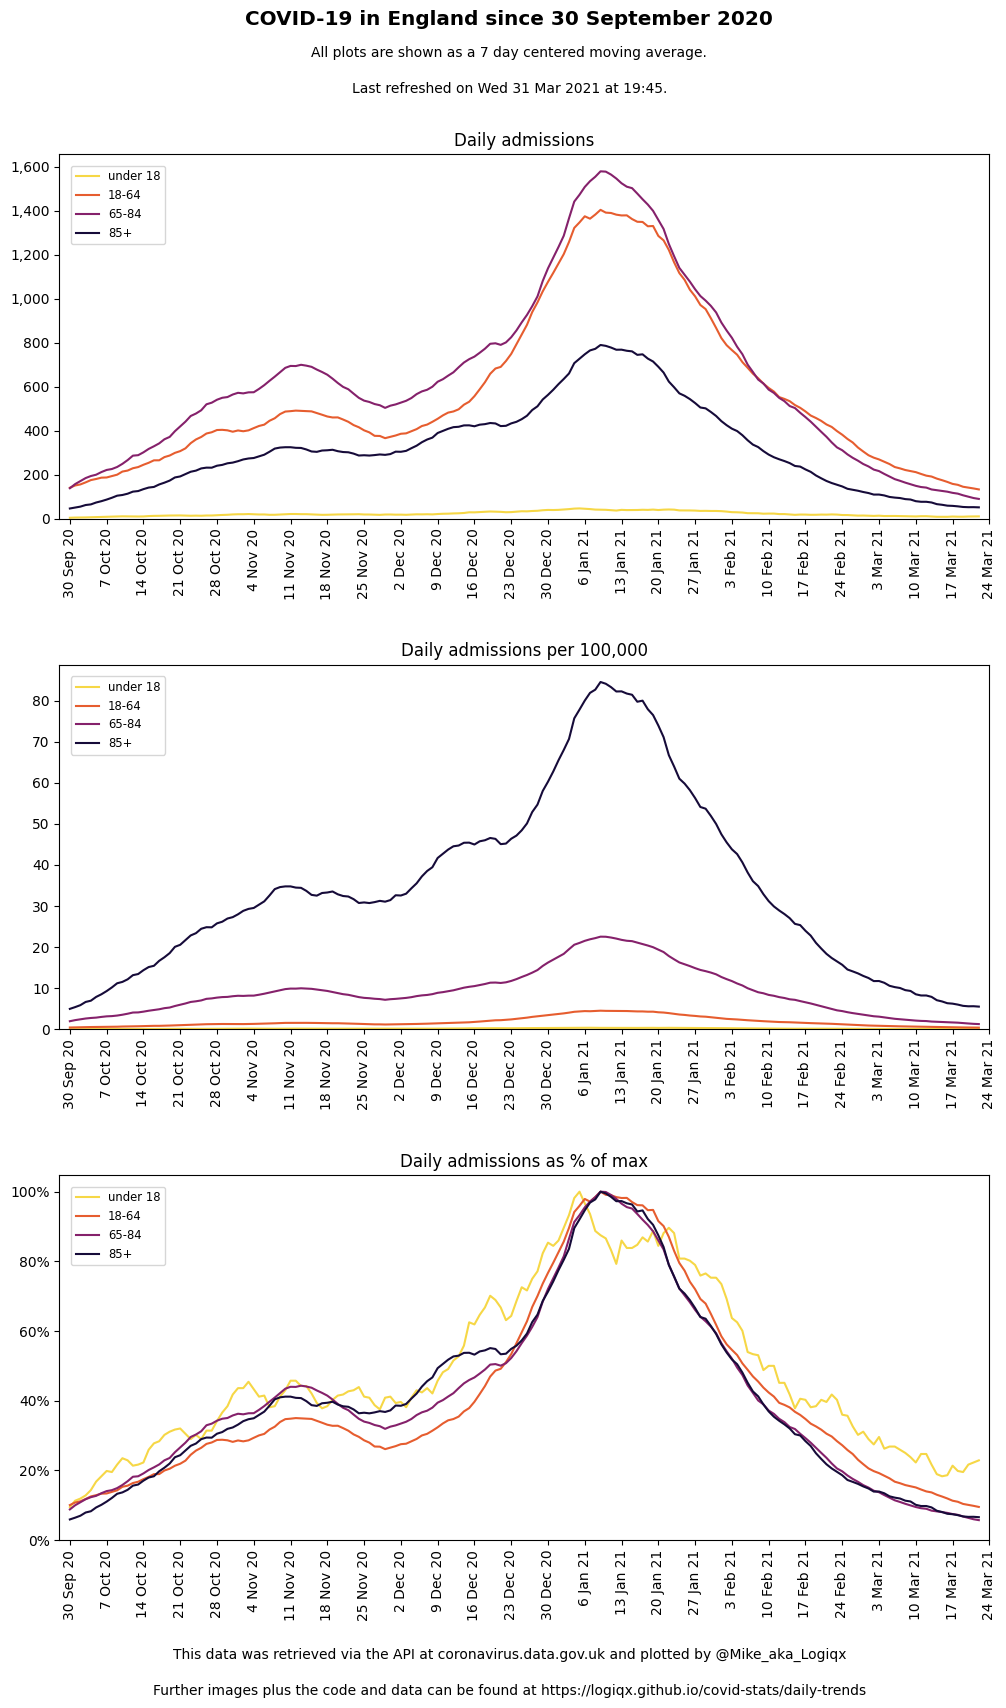 COVID-19 in England since 30 September 2020
All plots are shown as a 7 day centered moving average.
Last refreshed on Wed 31 Mar 2021 at 19:45.
Daily admissions
1,600
1,400
1,200
1,000
800
600
400
200
0
under 18
18-64
65-84
85+
30 Sep 20
7 Oct 20
14 Oct 20
21 Oct 20
28 Oct 20
4 Nov 20
11 Nov 20
18 Nov 20
25 Nov 20
2 Dec 20
9 Dec 20
16 Dec 20
23 Dec 20
30 Dec 20
6 Jan 21
13 Jan 21
20 Jan 21
27 Jan 21
3 Feb 21
10 Feb 21
17 Feb 21
24 Feb 21
3 Mar 21
10 Mar 21
17 Mar 21
24 Mar 21
Daily admissions per 100,000
80
70
60
50
40
30
20
10
0
under 18
18-64
65-84
85+
30 Sep 20
7 Oct 20
14 Oct 20
21 Oct 20
28 Oct 20
4 Nov 20
11 Nov 20
18 Nov 20
25 Nov 20
2 Dec 20
9 Dec 20
16 Dec 20
23 Dec 20
30 Dec 20
6 Jan 21
13 Jan 21
20 Jan 21
27 Jan 21
3 Feb 21
10 Feb 21
17 Feb 21
24 Feb 21
3 Mar 21
10 Mar 21
17 Mar 21
24 Mar 21
Daily admissions as % of max
100%
80%
60%
40%
20%
0%
under 18
18-64
65-84
85+
30 Sep 20
7 Oct 20
14 Oct 20
21 Oct 20
28 Oct 20
4 Nov 20
11 Nov 20
18 Nov 20
25 Nov 20
2 Dec 20
9 Dec 20
16 Dec 20
23 Dec 20
30 Dec 20
6 Jan 21
13 Jan 21
20 Jan 21
27 Jan 21
3 Feb 21
10 Feb 21
17 Feb 21
24 Feb 21
3 Mar 21
10 Mar 21
17 Mar 21
24 Mar 21
This data was retrieved via the API at coronavirus.data.gov.uk and plotted by @Mike_aka_Logiqx
Further images plus the code and data can be found at https://logiqx.github.io/covid-stats/daily-trends